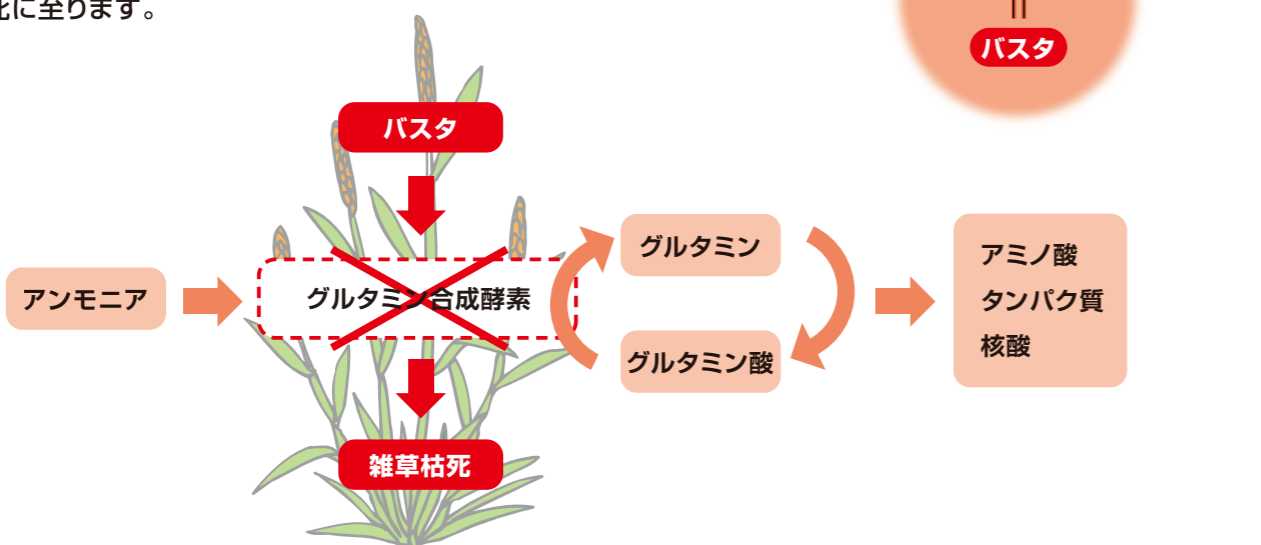 死に至ります。
||
バスタ
バスタ
アンモニア
グルタミン合成酵素
グルタミン
グルタミン酸
アミノ酸
タンパク質
核酸
雑草枯死